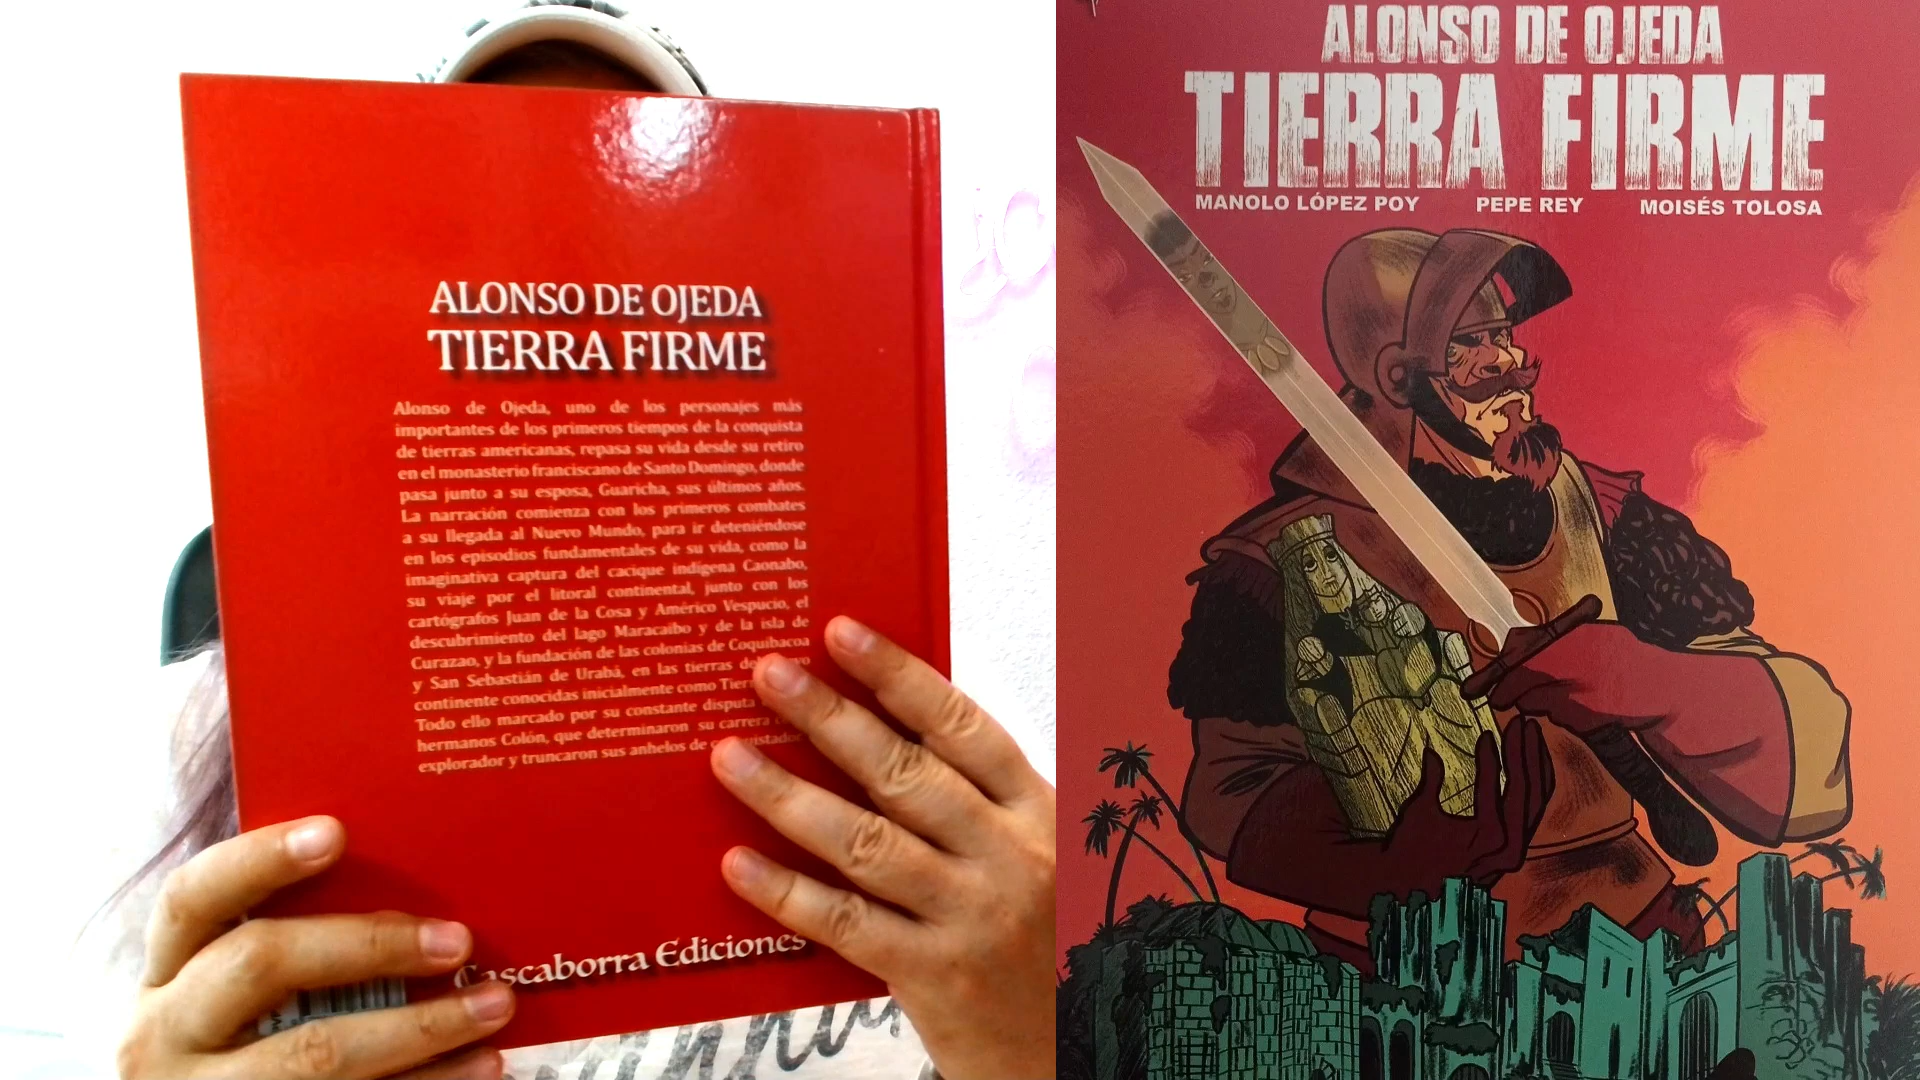 ALONSO DE OJEDA
TIERRA FIRME
Alonso de Ojeda, uno de los personajes más
importantes de los primeros tiempos de la conquista
de tierras americanas, repasa su vida desde su retiro
en el monasterio franciscano de Santo Domingo, donde
pasa junto a su esposa, Guaricha, sus últimos años.
La narración comienza con los primeros combates
a su llegada al Nuevo Mundo, para ir deteniéndose
en los episodios fundamentales de su vida, como la
imaginativa captura del cacique indígena Caonabo,
su viaje por el litoral continental, junto con los
cartógrafos Juan de la Cosa y Américo Vespucio, el
descubrimiento del lago Maracaibo y de la isla de
Curazao, y la fundación de las colonias de Coquibacoa
y San Sebastián de Urabá, en las tierras del
continente conocidas inicialmente como
Todo ello marcado por su constante disputa
hermanos Colón, que determinaron su carrera
explorador y truncaron sus anhelos de
Cascaborra Ediciones
ALONSO DE OJEDA
TIERRA FIRME
MANOLO LÓPEZ POY PEPE REY MOISÉS TOLOSA